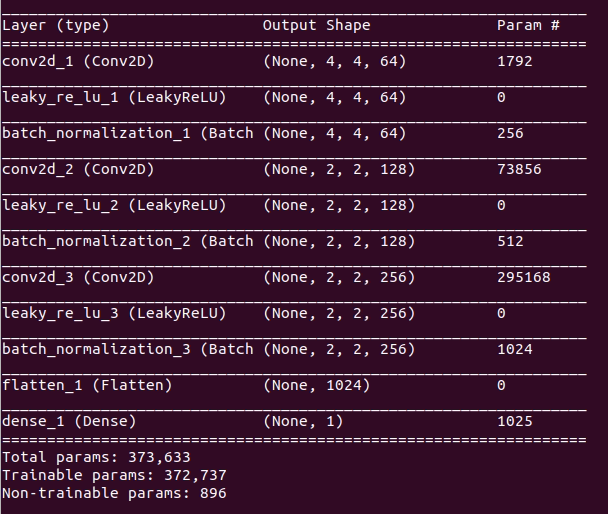 _________________________________________________________________
Layer (type)                 Output Shape              Param #
=================================================================
conv2d_1 (Conv2D)            (None, 4, 4, 64)          1792
_________________________________________________________________
leaky_re_lu_1 (LeakyReLU)    (None, 4, 4, 64)          0
_________________________________________________________________
batch_normalization_1 (Batch (None, 4, 4, 64)          256
_________________________________________________________________
conv2d_2 (Conv2D)            (None, 2, 2, 128)         73856
_________________________________________________________________
leaky_re_lu_2 (LeakyReLU)    (None, 2, 2, 128)         0
_________________________________________________________________
batch_normalization_2 (Batch (None, 2, 2, 128)         512
_________________________________________________________________
conv2d_3 (Conv2D)            (None, 2, 2, 256)         295168
_________________________________________________________________
leaky_re_lu_3 (LeakyReLU)    (None, 2, 2, 256)         0
_________________________________________________________________
batch_normalization_3 (Batch (None, 2, 2, 256)         1024
_________________________________________________________________
flatten_1 (Flatten)          (None, 1024)              0
_________________________________________________________________
dense_1 (Dense)              (None, 1)                 1025
=================================================================
Total params: 373,633
Trainable params: 372,737
Non-trainable params: 896